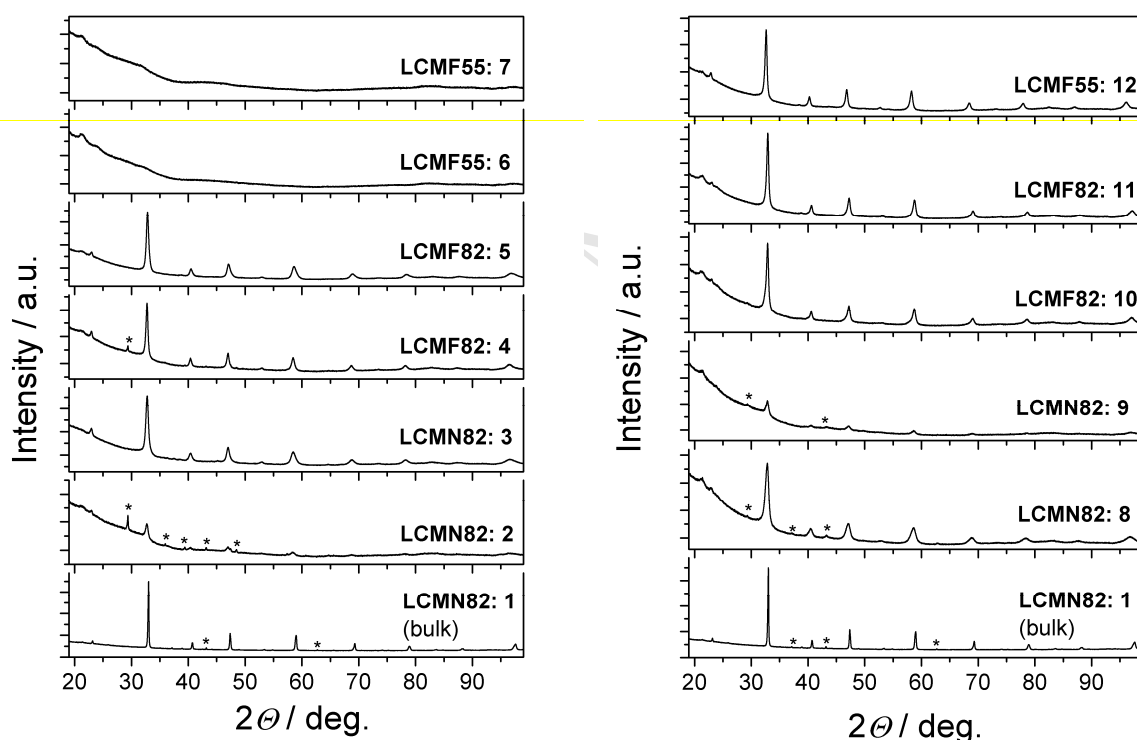 Intensity / a.u.
LCMF55: 7
LCMF55: 6
LCMF82: 5
*
LCMF82: 4
LCMN82: 3
* * * * *
LCMN82: 2
LCMN82: 1
(bulk)
* *
20 30 40 50 60 70 80 90
2Θ / deg.
Intensity / a.u.
LCMF55: 12
LCMF82: 11
LCMF82: 10
* *
LCMN82: 9
* * *
LCMN82: 8
LCMN82: 1
(bulk)
* * *
20 30 40 50 60 70 80 90
2Θ / deg.